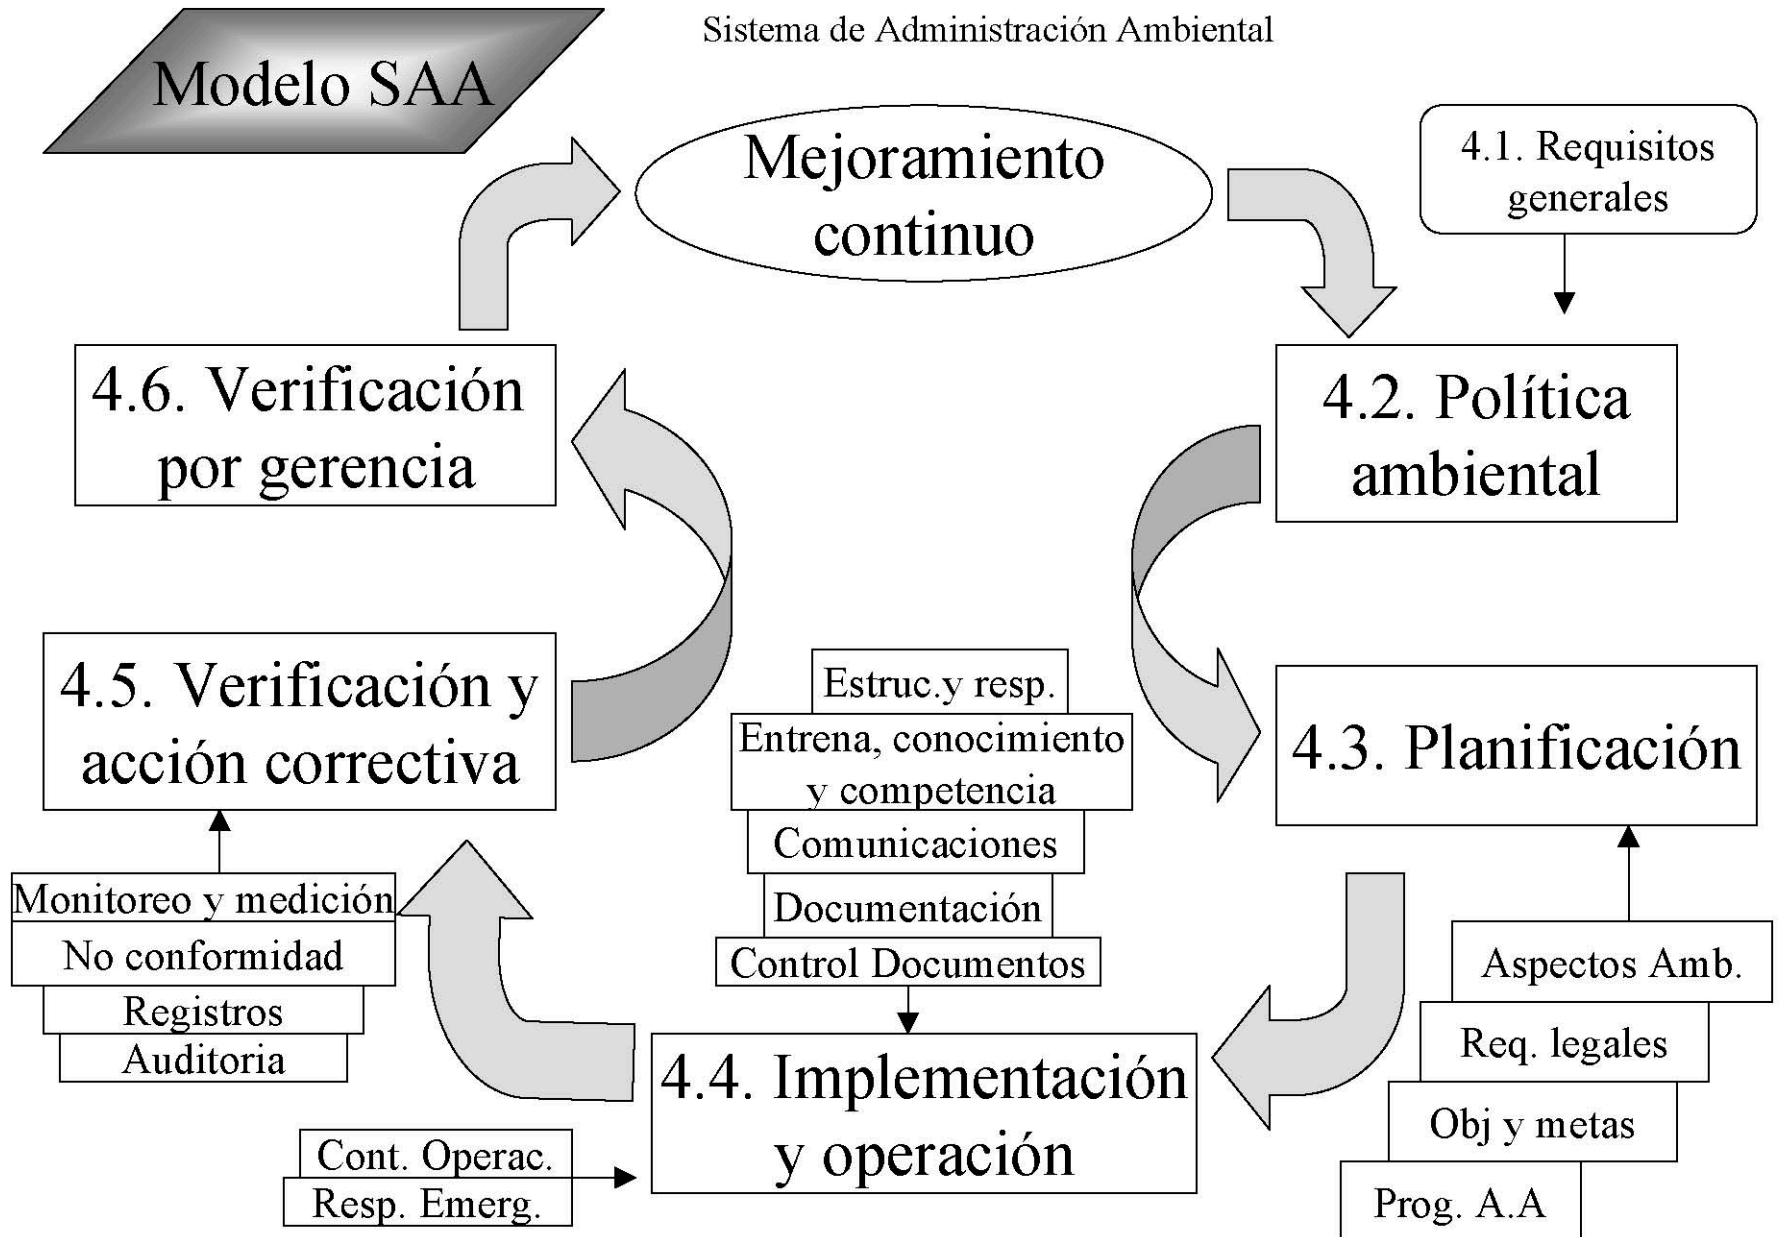 Sistema de Administración Ambiental
Modelo SAA
Mejoramiento
continuo
4.1. Requisitos
generales
4.2. Política
ambiental
4.3. Planificación
Aspectos Amb.
Req. legales
Obj y metas
Prog. A.A
Estruc.y resp.
Entrena, conocimiento
y competencia
Comunicaciones
Documentación
Control Documentos
4.4. Implementación
y operación
Cont. Operac.
Resp. Emerg.
4.5. Verificación y
acción correctiva
Monitoreo y medición
No conformidad
Registros
Auditoria
4.6. Verificación
por gerencia